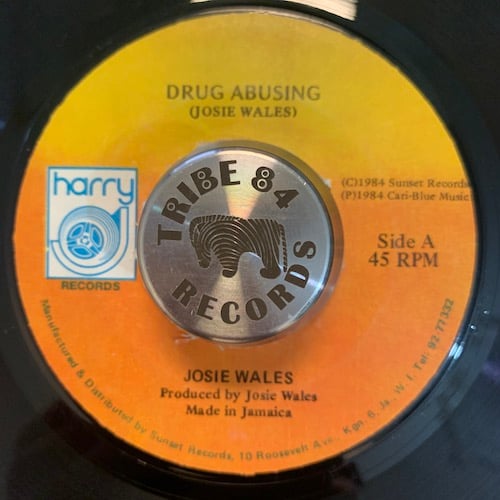 DRUG ABUSING
(JOSIE WALES)
harry
J
RECORDS
TRIBE 84
RECORDS
(C)1984 Sunset Records
(P)1984 Cari-Blue Music
Side A
45 RPM
JOSIE WALES
Produced by Josie Wales
Made in Jamaica
Manufactured & Distributed by Sunset Records, 10 Roosevelt Ave, Kgn. 6. Ja. W. I. Tel: 92 77332